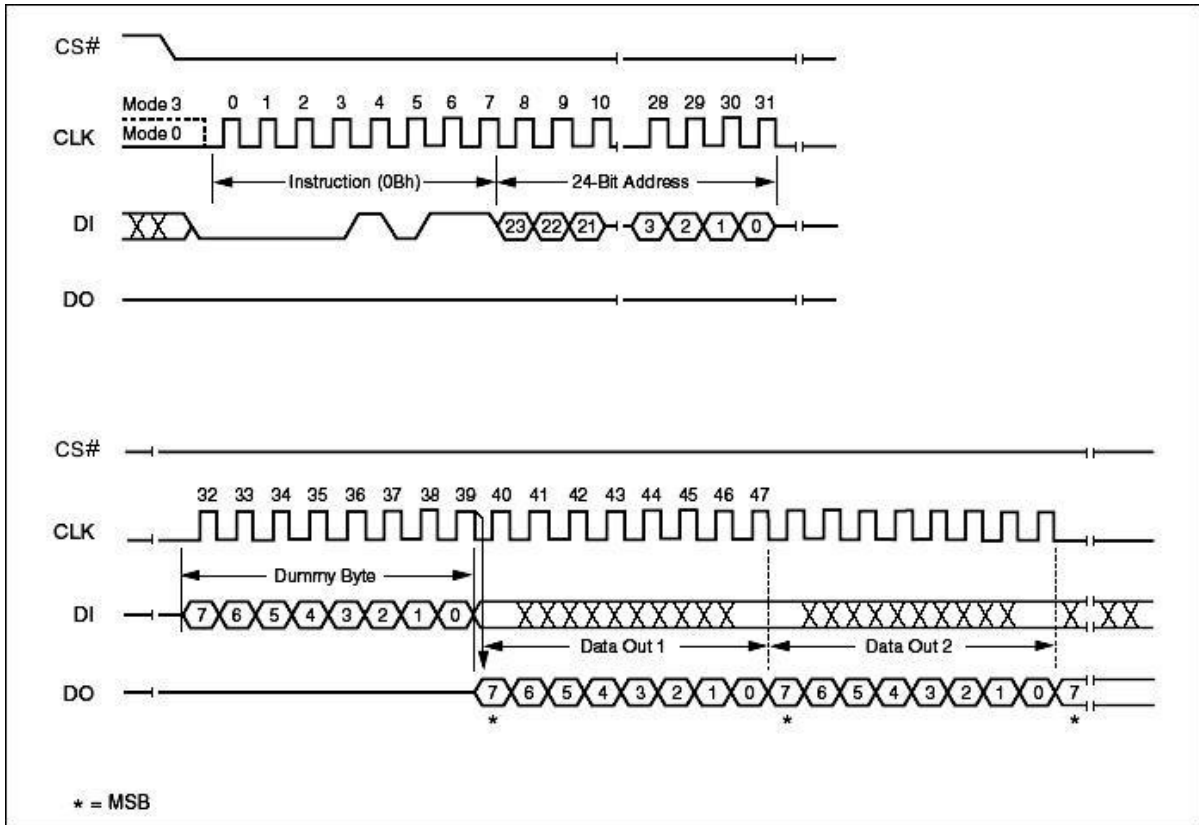 CS#
Mode 3 0 1 2 3 4 5 6 7 8 9 10 28 29 30 31
CLK Mode 0
Instruction (0Bh) 24-Bit Address
DI 23 22 21 3 2 1 0
DO
CS#
32 33 34 35 36 37 38 39 40 41 42 43 44 45 46 47
CLK
Dummy Byte
DI 7 6 5 4 3 2 1 0
Data Out 1 Data Out 2
DO 7 6 5 4 3 2 1 0 7 6 5 4 3 2 1 0 7
* * *
* = MSB